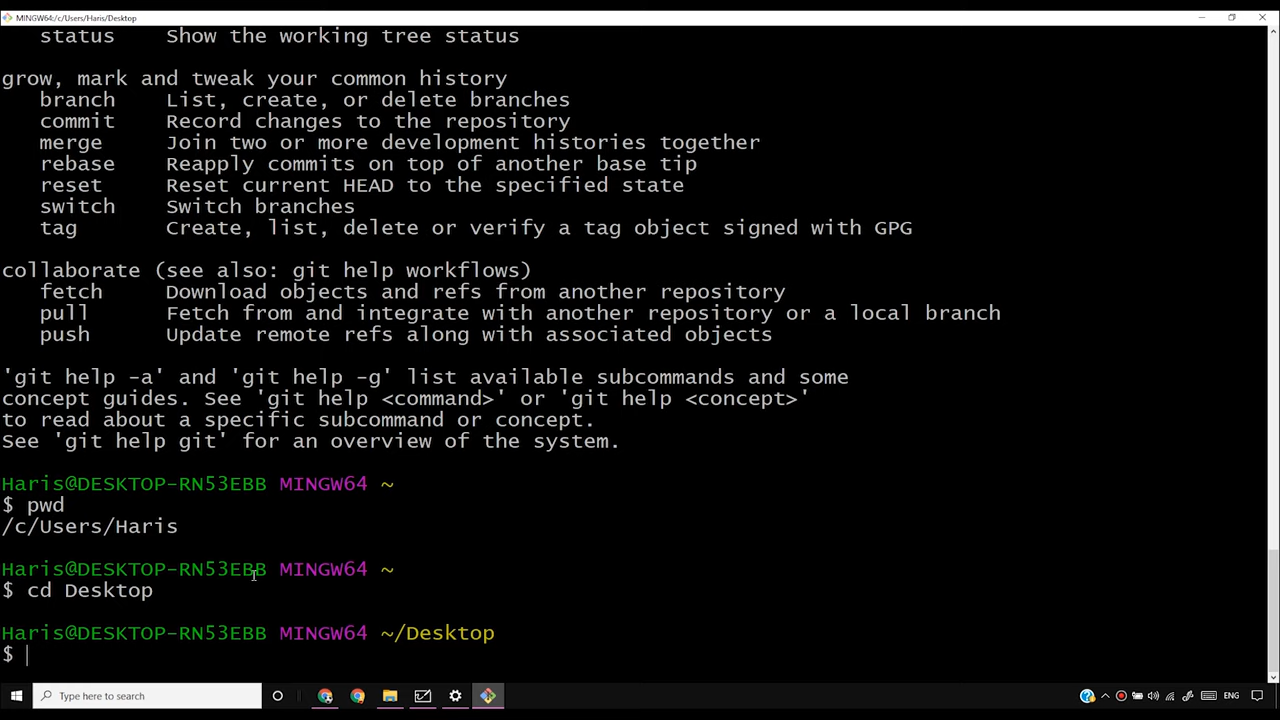 MINGW64:/c/Users/Haris/Desktop
status Show the working tree status
grow, mark and tweak your common history
branch List, create, or delete branches
commit Record changes to the repository
merge Join two or more development histories together
rebase Reapply commits on top of another base tip
reset Reset current HEAD to the specified state
switch Switch branches
tag Create, list, delete or verify a tag object signed with GPG
collaborate (see also: git help workflows)
fetch Download objects and refs from another repository
pull Fetch from and integrate with another repository or a local branch
push Update remote refs along with associated objects
'git help -a' and 'git help -g' list available subcommands and some
concept guides. See 'git help <command>' or 'git help <concept>'
to read about a specific subcommand or concept.
See 'git help git' for an overview of the system.
Haris@DESKTOP-RN53EBB MINGW64 ~
$ pwd
/c/Users/Haris
Haris@DESKTOP-RN53EBB MINGW64 ~
$ cd Desktop
Haris@DESKTOP-RN53EBB MINGW64 ~/Desktop
$
Type here to search
ENG